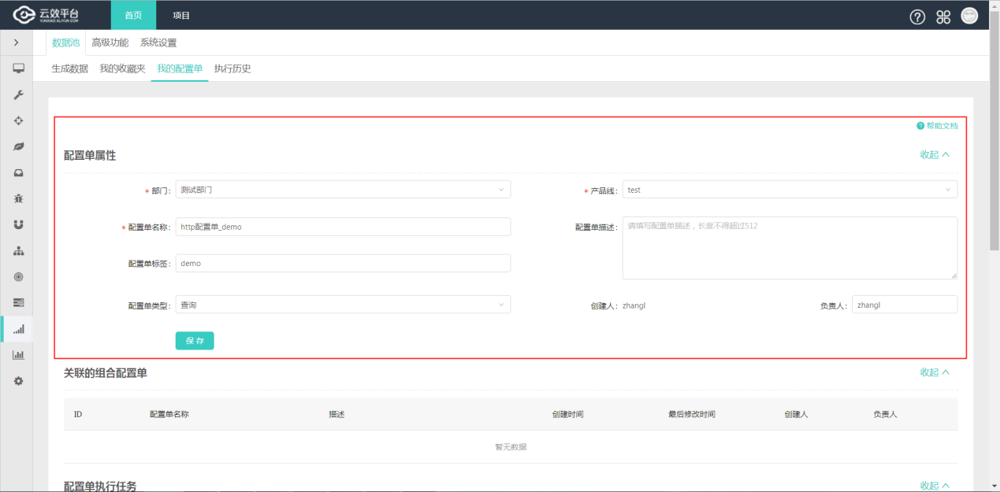 云效平台
YUNXIAO.ALIYUN.COM
首页
项目
数据池 高级功能 系统设置
生成数据 我的收藏夹 我的配置单 执行历史
帮助文档
配置单属性
收起
* 部门: 测试部门
* 产品线: test
* 配置单名称: http配置单_demo
配置单描述: 请填写配置单描述，长度不得超过512
配置单标签: demo
配置单类型: 查询
创建人: zhangl
负责人: zhangl
保 存
关联的组合配置单
收起
ID 配置单名称 描述 创建时间 最后修改时间 创建人 负责人
暂无数据
配置单执行任务
收起